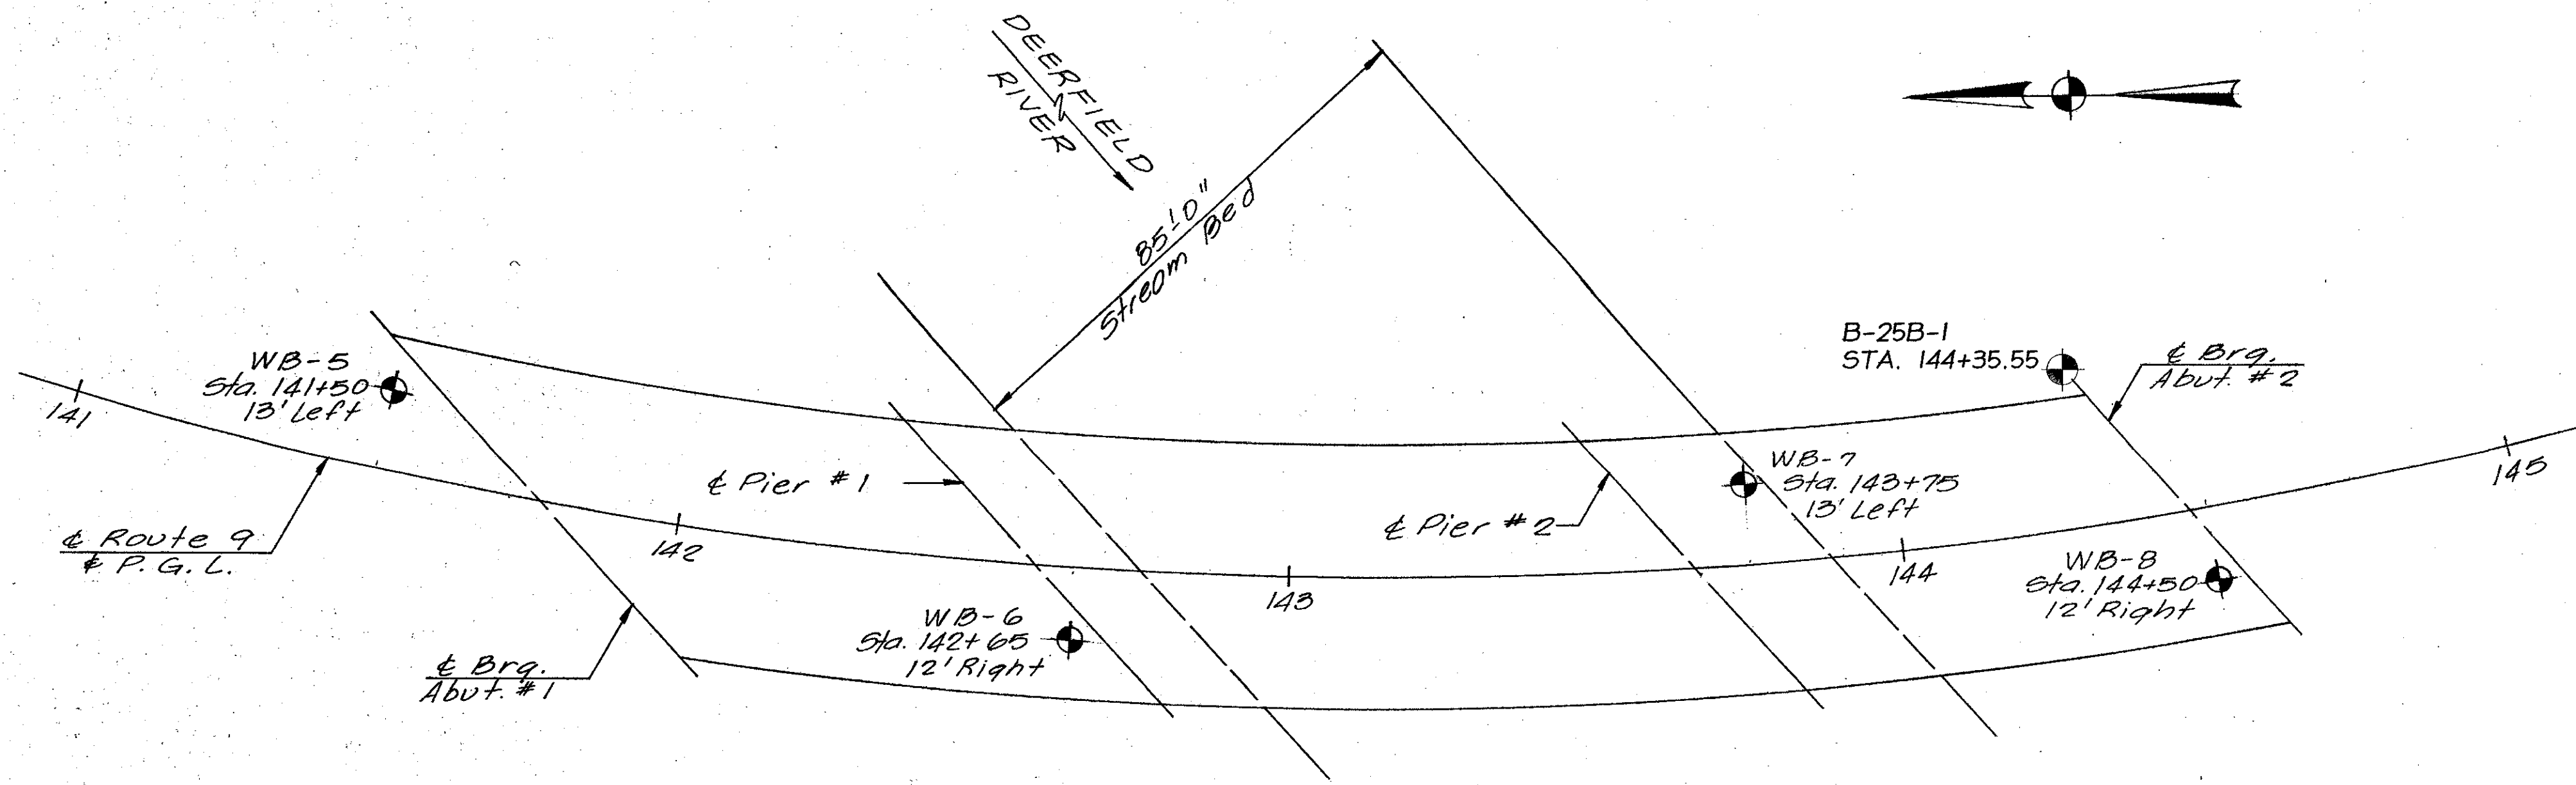 DEERFIELD
RIVER
85'-0"
Stream Bed
B-25B-1
STA. 144+35.55
℄ Brg.
Abut. #2
WB-5
Sta. 141+50
13' Left
141
145
WB-7
Sta. 143+75
13' Left
℄ Pier #1
℄ Pier #2
℄ Route 9
℄ P.G.L.
142
143
144
WB-8
Sta. 144+50
12' Right
WB-6
Sta. 142+65
12' Right
℄ Brg.
Abut. #1